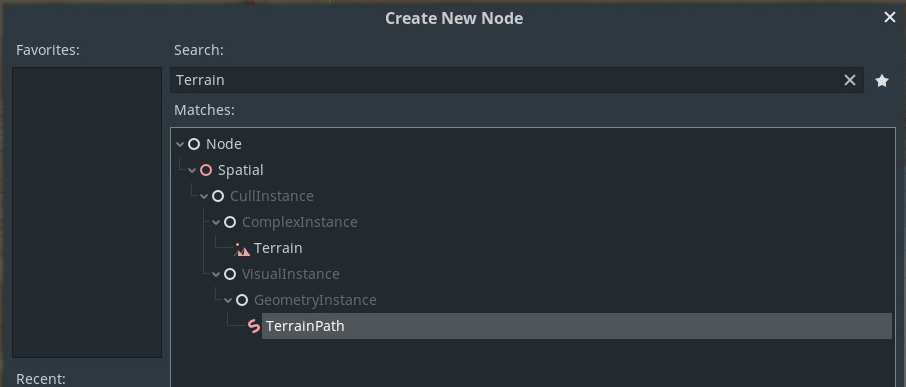 Create New Node
Favorites:
Search:
Terrain
Matches:
Node
Spatial
CullInstance
ComplexInstance
Terrain
VisualInstance
GeometryInstance
TerrainPath
Recent: